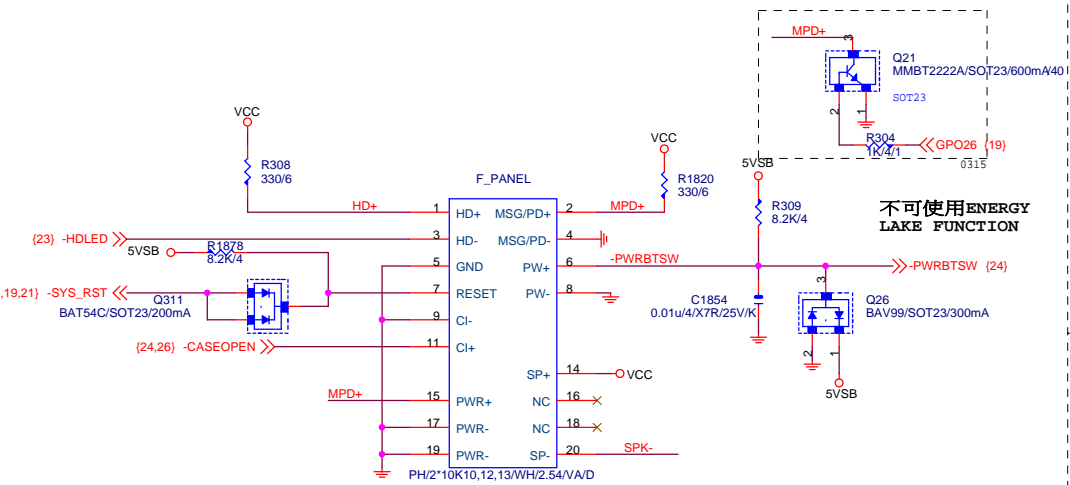 MPD+
3
Q21
MMBT2222A/SOT23/600mA/40
SOT23
2
1
R304
1K/4/1
GPO26 {19}
0315
VCC
R308
330/6
VCC
R1820
330/6
F_PANEL
5VSB
R309
8.2K/4
不可使用ENERGY
LAKE FUNCTION
HD+
1
HD+
MSG/PD+
2
MPD+
{23} -HDLED
3
HD-
MSG/PD-
4
5VSB
R1878
8.2K/4
5
GND
PW+
6
-PWRBTSW
-PWRBTSW {24}
,19,21} -SYS_RST
Q311
BAT54C/SOT23/200mA
7
RESET
PW-
8
C1854
0.01u/4/X7R/25V/K
3
Q26
BAV99/SOT23/300mA
2
1
5VSB
9
CI-
{24,26} -CASEOPEN
11
CI+
SP+
14
VCC
MPD+
15
PWR+
NC
16
17
PWR-
NC
18
19
PWR-
SP-
20
SPK-
PH/2*10K10,12,13/WH/2.54/VA/D